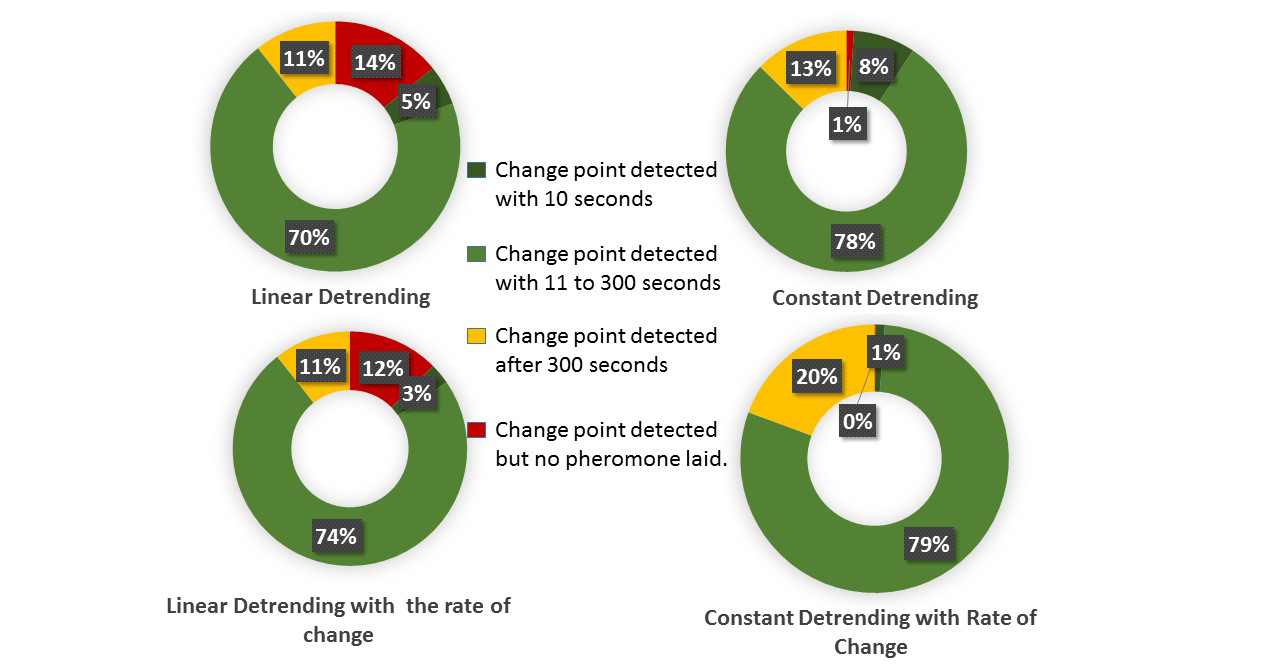 11%
14%
5%
70%
Linear Detrending
13%
8%
1%
78%
Constant Detrending
Change point detected
with 10 seconds
Change point detected
with 11 to 300 seconds
Change point detected
after 300 seconds
Change point detected
but no pheromone laid.
11%
12%
3%
74%
Linear Detrending with  the rate of
change
20%
1%
0%
79%
Constant Detrending with Rate of
Change